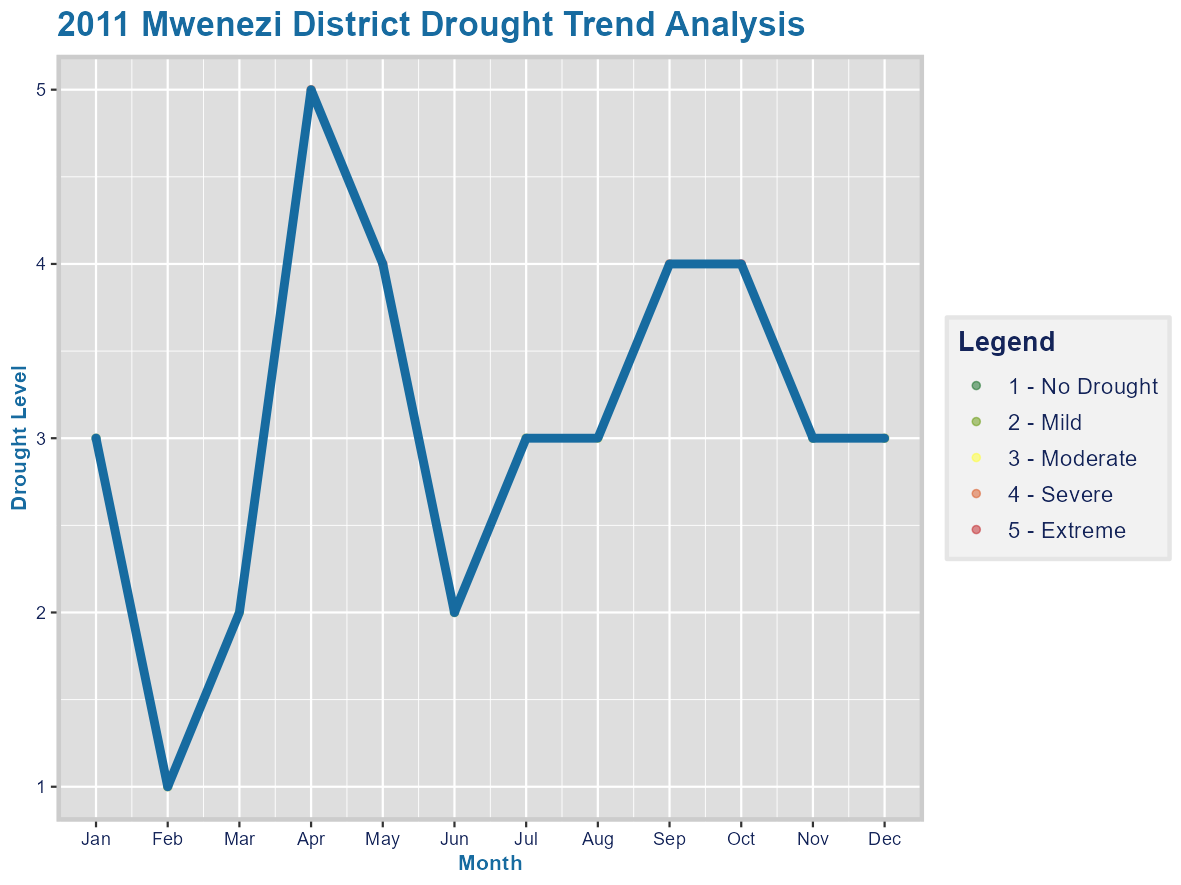 2011 Mwenezi District Drought Trend Analysis
Drought Level
5
4
3
2
1
Jan Feb Mar Apr May Jun Jul Aug Sep Oct Nov Dec
Month
Legend
1 - No Drought
2 - Mild
3 - Moderate
4 - Severe
5 - Extreme